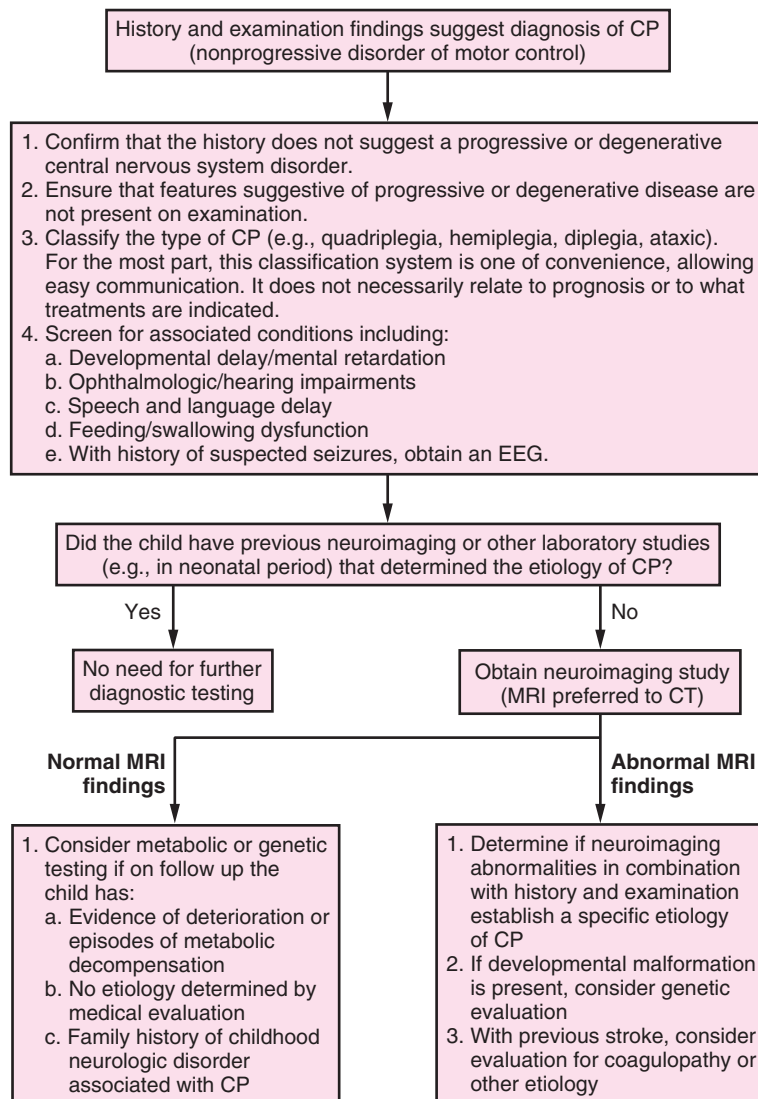 History and examination findings suggest diagnosis of CP
(nonprogressive disorder of motor control)
1. Confirm that the history does not suggest a progressive or degenerative
central nervous system disorder.
2. Ensure that features suggestive of progressive or degenerative disease are
not present on examination.
3. Classify the type of CP (e.g., quadriplegia, hemiplegia, diplegia, ataxic).
For the most part, this classification system is one of convenience, allowing
easy communication. It does not necessarily relate to prognosis or to what
treatments are indicated.
4. Screen for associated conditions including:
a. Developmental delay/mental retardation
b. Ophthalmologic/hearing impairments
c. Speech and language delay
d. Feeding/swallowing dysfunction
e. With history of suspected seizures, obtain an EEG.
Did the child have previous neuroimaging or other laboratory studies
(e.g., in neonatal period) that determined the etiology of CP?
Yes
No
No need for further
diagnostic testing
Obtain neuroimaging study
(MRI preferred to CT)
Normal MRI
findings
Abnormal MRI
findings
1. Consider metabolic or genetic
testing if on follow up the
child has:
a. Evidence of deterioration or
episodes of metabolic
decompensation
b. No etiology determined by
medical evaluation
c. Family history of childhood
neurologic disorder
associated with CP
1. Determine if neuroimaging
abnormalities in combination
with history and examination
establish a specific etiology
of CP
2. If developmental malformation
is present, consider genetic
evaluation
3. With previous stroke, consider
evaluation for coagulopathy or
other etiology